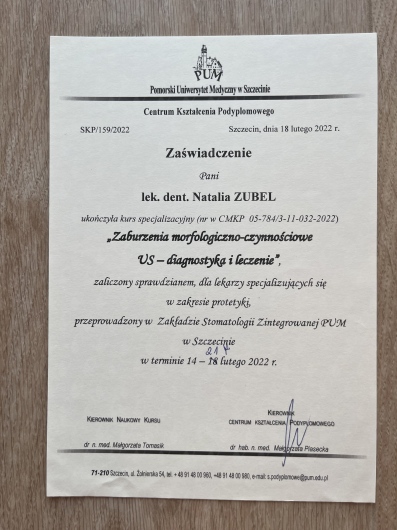 PUM
Pomorski Uniwersytet Medyczny w Szczecinie
Centrum Kształcenia Podyplomowego
SKP/159/2022 Szczecin, dnia 18 lutego 2022 r.
Zaświadczenie
Pani
lek. dent. Natalia ZUBEL
ukończyła kurs specjalizacyjny (nr w CMKP 05-784/3-11-032-2022)
„Zaburzenia morfologiczno-czynnościowe
US – diagnostyka i leczenie”,
zaliczony sprawdzianem, dla lekarzy specjalizujących się
w zakresie protetyki,
przeprowadzony w Zakładzie Stomatologii Zintegrowanej PUM
w Szczecinie
w terminie 14 – 18 lutego 2022 r.
KIEROWNIK NAUKOWY KURSU
dr n. med. Małgorzata Tomasik
KIEROWNIK
CENTRUM KSZTAŁCENIA PODYPLOMOWEGO
dr hab. n. med. Małgorzata Piasecka
71-210 Szczecin, ul. Żołnierska 54, tel. + 48 91 48 00 980, +48 91 48 00 980, e-mail: s.podyplomowe@pum.edu.pl